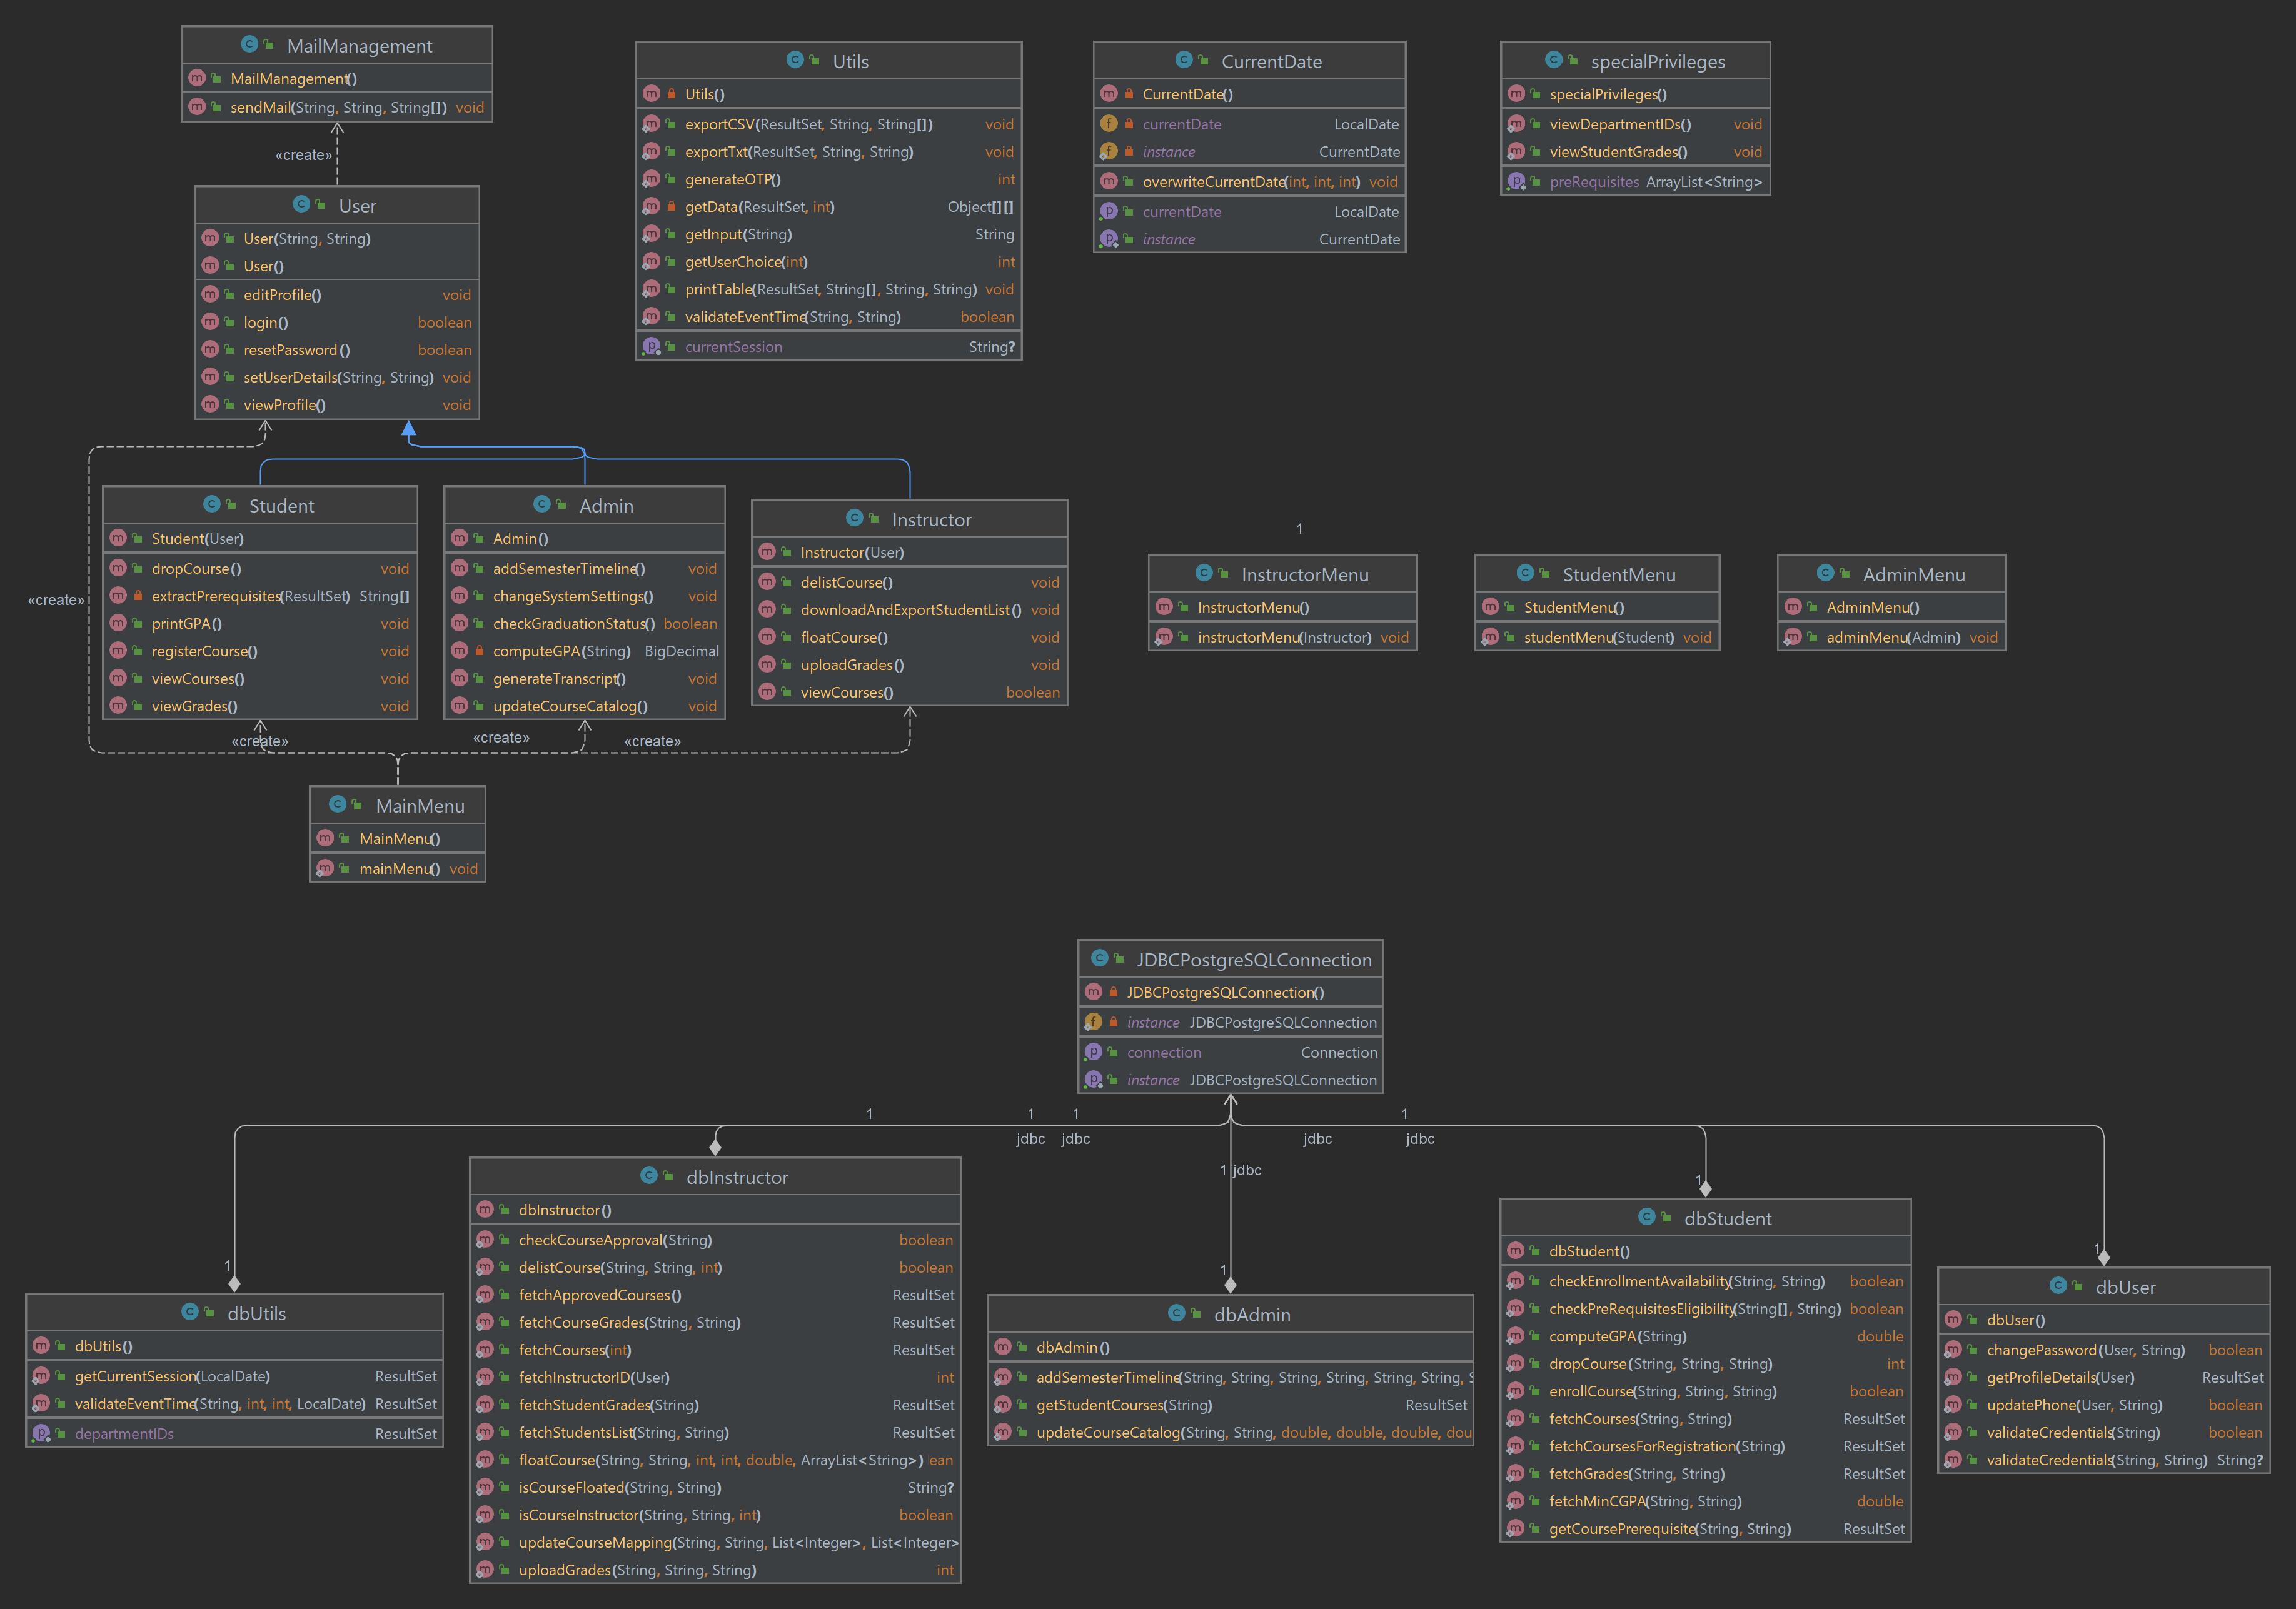 MailManagement
MailManagement()
sendMail(String, String, String[]) void
«create»
User
User(String, String)
User()
editProfile() void
login() boolean
resetPassword() boolean
setUserDetails(String, String) void
viewProfile() void
Utils
Utils()
exportCSV(ResultSet, String, String[]) void
exportTxt(ResultSet, String, String) void
generateOTP() int
getData(ResultSet, int) Object[][]
getInput(String) String
getUserChoice(int) int
printTable(ResultSet, String[], String, String) void
validateEventTime(String, String) boolean
currentSession String?
CurrentDate
CurrentDate()
currentDate LocalDate
instance CurrentDate
overwriteCurrentDate(int, int, int) void
currentDate LocalDate
instance CurrentDate
specialPrivileges
specialPrivileges()
viewDepartmentIDs() void
viewStudentGrades() void
preRequisites ArrayList<String>
«create»
Student
Student(User)
dropCourse() void
extractPrerequisites(ResultSet) String[]
printGPA() void
registerCourse() void
viewCourses() void
viewGrades() void
Admin
Admin()
addSemesterTimeline() void
changeSystemSettings() void
checkGraduationStatus() boolean
computeGPA(String) BigDecimal
generateTranscript() void
updateCourseCatalog() void
Instructor
Instructor(User)
delistCourse() void
downloadAndExportStudentList() void
floatCourse() void
uploadGrades() void
viewCourses() boolean
1
InstructorMenu
InstructorMenu()
instructorMenu(Instructor) void
StudentMenu
StudentMenu()
studentMenu(Student) void
AdminMenu
AdminMenu()
adminMenu(Admin) void
«create» «create» «create»
MainMenu
MainMenu()
mainMenu() void
JDBCPostgreSQLConnection
JDBCPostgreSQLConnection()
instance JDBCPostgreSQLConnection
connection Connection
instance JDBCPostgreSQLConnection
1 1 1 1
jdbc jdbc jdbc jdbc
1 jdbc
1
1
1
1
dbUtils
dbUtils()
getCurrentSession(LocalDate) ResultSet
validateEventTime(String, int, int, LocalDate) ResultSet
departmentIDs ResultSet
dbInstructor
dbInstructor()
checkCourseApproval(String) boolean
delistCourse(String, String, int) boolean
fetchApprovedCourses() ResultSet
fetchCourseGrades(String, String) ResultSet
fetchCourses(int) ResultSet
fetchInstructorID(User) int
fetchStudentGrades(String) ResultSet
fetchStudentsList(String, String) ResultSet
floatCourse(String, String, int, int, double, ArrayList<String>) ean
isCourseFloated(String, String) String?
isCourseInstructor(String, String, int) boolean
updateCourseMapping(String, String, List<Integer>, List<Integer>
uploadGrades(String, String, String) int
dbAdmin
dbAdmin()
addSemesterTimeline(String, String, String, String, String, String, S
getStudentCourses(String) ResultSet
updateCourseCatalog(String, String, double, double, double, dou
dbStudent
dbStudent()
checkEnrollmentAvailability(String, String) boolean
checkPreRequisitesEligibility(String[], String) boolean
computeGPA(String) double
dropCourse(String, String, String) int
enrollCourse(String, String, String) boolean
fetchCourses(String, String) ResultSet
fetchCoursesForRegistration(String) ResultSet
fetchGrades(String, String) ResultSet
fetchMinCGPA(String, String) double
getCoursePrerequisite(String, String) ResultSet
dbUser
dbUser()
changePassword(User, String) boolean
getProfileDetails(User) ResultSet
updatePhone(User, String) boolean
validateCredentials(String) boolean
validateCredentials(String, String) String?